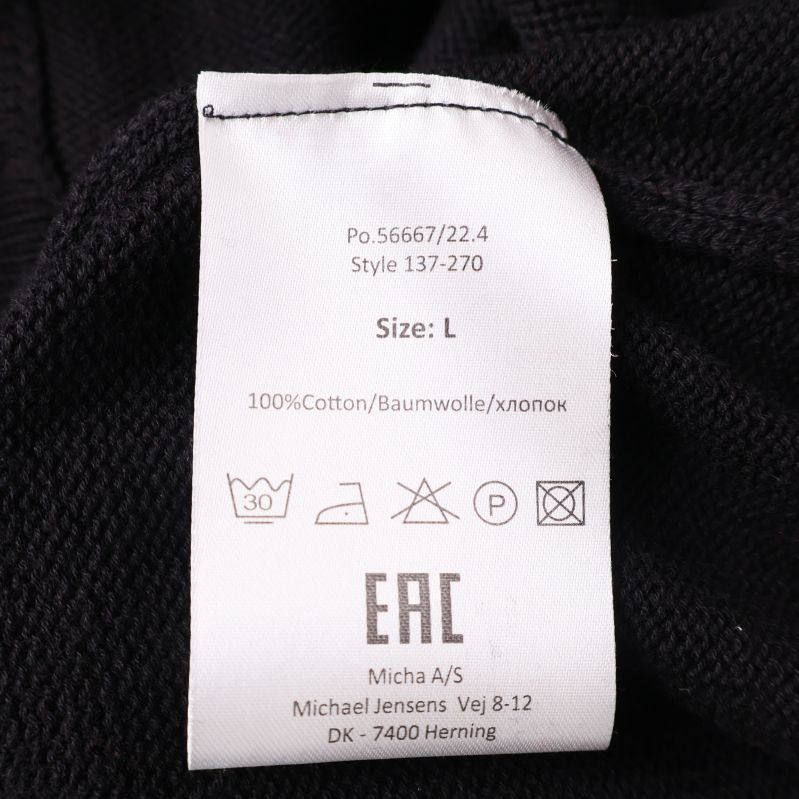 Po.56667/22.4
Style 137-270
Size: L
100%Cotton/Baumwolle/хлопок
30 P
EAC
Micha A/S
Michael Jensens Vej 8-12
DK - 7400 Herning